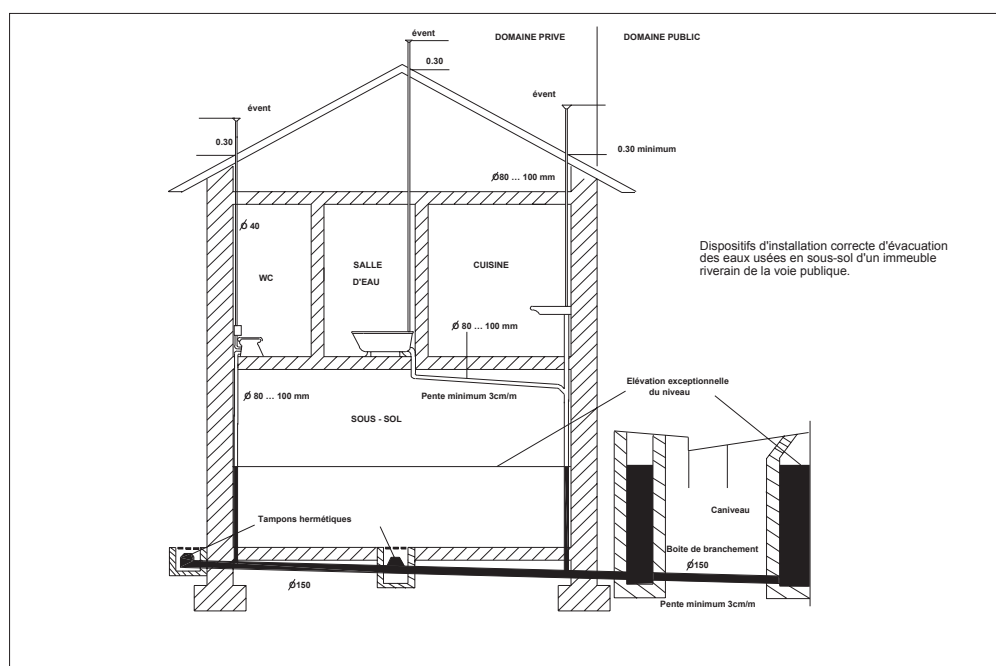 évent
DOMAINE PRIVE
DOMAINE PUBLIC
0.30
évent
évent
0.30
0.30 minimum
Ø80 ... 100 mm
Ø 40
WC
SALLE
D'EAU
CUISINE
Dispositifs d'installation correcte d'évacuation
des eaux usées en sous-sol d'un immeuble
riverain de la voie publique.
Ø 80 ... 100 mm
Ø 80 ... 100 mm
Pente minimum 3cm/m
Elévation exceptionnelle
du niveau
SOUS - SOL
Caniveau
Tampons hermétiques
Boite de branchement
Ø150
Ø150
Pente minimum 3cm/m